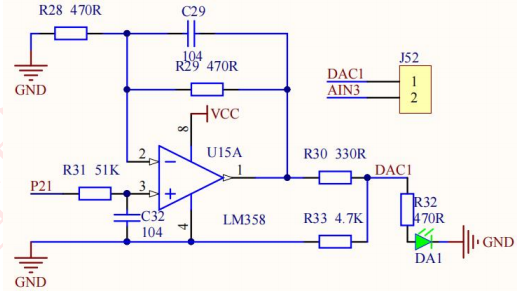 R28 470R
C29
104
R29 470R
GND
J52
DAC1
1
AIN3
2
VCC
8
U15A
2
1
R31 51K
R30 330R
DAC1
P21
3
C32
104
4
LM358
R33 4.7K
R32
470R
DA1
GND
GND